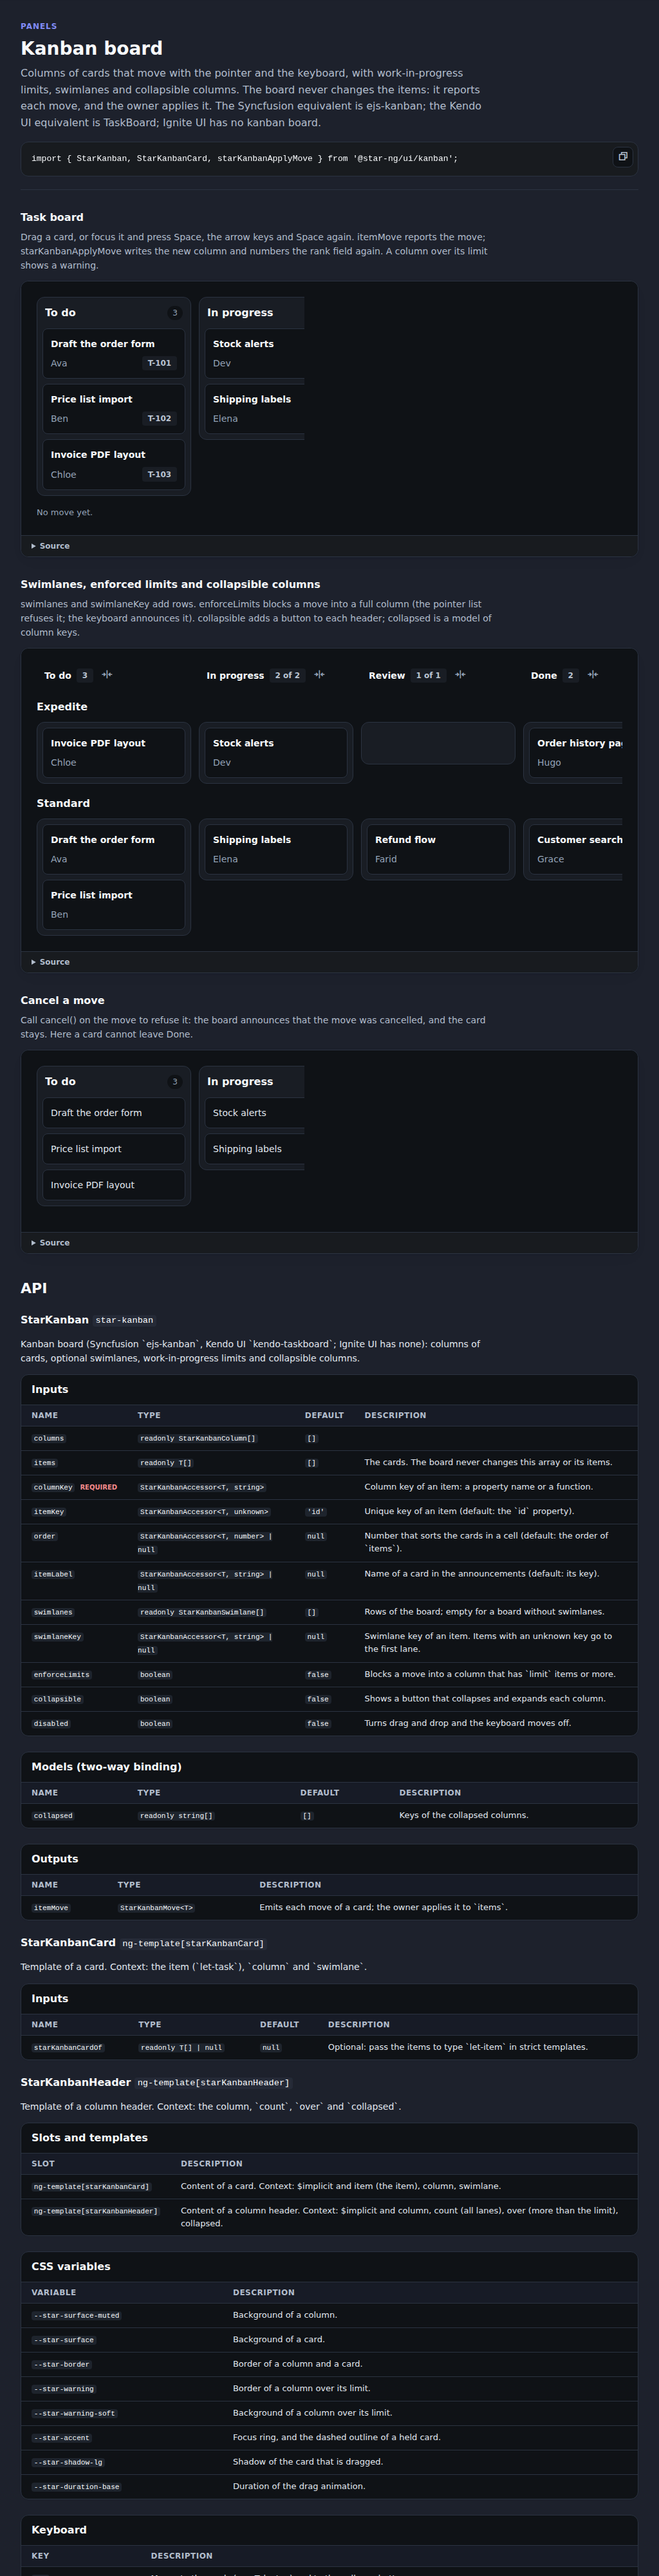 PANELS
Kanban board
Columns of cards that move with the pointer and the keyboard, with work-in-progress
limits, swimlanes and collapsible columns. The board never changes the items: it reports
each move, and the owner applies it. The Syncfusion equivalent is ejs-kanban; the Kendo
UI equivalent is TaskBoard; Ignite UI has no kanban board.
import { StarKanban, StarKanbanCard, starKanbanApplyMove } from '@star-ng/ui/kanban';
Task board
Drag a card, or focus it and press Space, the arrow keys and Space again. itemMove reports the move;
starKanbanApplyMove writes the new column and numbers the rank field again. A column over its limit
shows a warning.
To do 3 In progress
Draft the order form Stock alerts
Ava T-101 Dev
Price list import Shipping labels
Ben T-102 Elena
Invoice PDF layout
Chloe T-103
No move yet.
Source
Swimlanes, enforced limits and collapsible columns
swimlanes and swimlaneKey add rows. enforceLimits blocks a move into a full column (the pointer list
refuses it; the keyboard announces it). collapsible adds a button to each header; collapsed is a model of
column keys.
To do 3 In progress 2 of 2 Review 1 of 1 Done 2
Expedite
Invoice PDF layout Stock alerts Order history pa
Chloe Dev Hugo
Standard
Draft the order form Shipping labels Refund flow Customer search
Ava Elena Farid Grace
Price list import
Ben
Source
Cancel a move
Call cancel() on the move to refuse it: the board announces that the move was cancelled, and the card
stays. Here a card cannot leave Done.
To do 3 In progress
Draft the order form Stock alerts
Price list import Shipping labels
Invoice PDF layout
Source
API
StarKanban star-kanban
Kanban board (Syncfusion `ejs-kanban`, Kendo UI `kendo-taskboard`; Ignite UI has none): columns of
cards, optional swimlanes, work-in-progress limits and collapsible columns.
Inputs
NAME TYPE DEFAULT DESCRIPTION
columns readonly StarKanbanColumn[] []
items readonly T[] [] The cards. The board never changes this array or its items.
columnKey REQUIRED StarKanbanAccessor<T, string> Column key of an item: a property name or a function.
itemKey StarKanbanAccessor<T, unknown> 'id' Unique key of an item (default: the `id` property).
order StarKanbanAccessor<T, number> | null null Number that sorts the cards in a cell (default: the order of `items`).
itemLabel StarKanbanAccessor<T, string> | null null Name of a card in the announcements (default: its key).
swimlanes readonly StarKanbanSwimlane[] [] Rows of the board; empty for a board without swimlanes.
swimlaneKey StarKanbanAccessor<T, string> | null null Swimlane key of an item. Items with an unknown key go to the first lane.
enforceLimits boolean false Blocks a move into a column that has `limit` items or more.
collapsible boolean false Shows a button that collapses and expands each column.
disabled boolean false Turns drag and drop and the keyboard moves off.
Models (two-way binding)
NAME TYPE DEFAULT DESCRIPTION
collapsed readonly string[] [] Keys of the collapsed columns.
Outputs
NAME TYPE DESCRIPTION
itemMove StarKanbanMove<T> Emits each move of a card; the owner applies it to `items`.
StarKanbanCard ng-template[starKanbanCard]
Template of a card. Context: the item (`let-task`), `column` and `swimlane`.
Inputs
NAME TYPE DEFAULT DESCRIPTION
starKanbanCardOf readonly T[] | null null Optional: pass the items to type `let-item` in strict templates.
StarKanbanHeader ng-template[starKanbanHeader]
Template of a column header. Context: the column, `count`, `over` and `collapsed`.
Slots and templates
SLOT DESCRIPTION
ng-template[starKanbanCard] Content of a card. Context: $implicit and item (the item), column, swimlane.
ng-template[starKanbanHeader] Content of a column header. Context: $implicit and column, count (all lanes), over (more than the limit), collapsed.
CSS variables
VARIABLE DESCRIPTION
--star-surface-muted Background of a column.
--star-surface Background of a card.
--star-border Border of a column and a card.
--star-warning Border of a column over its limit.
--star-warning-soft Background of a column over its limit.
--star-accent Focus ring, and the dashed outline of a held card.
--star-shadow-lg Shadow of the card that is dragged.
--star-duration-base Duration of the drag animation.
Keyboard
KEY DESCRIPTION